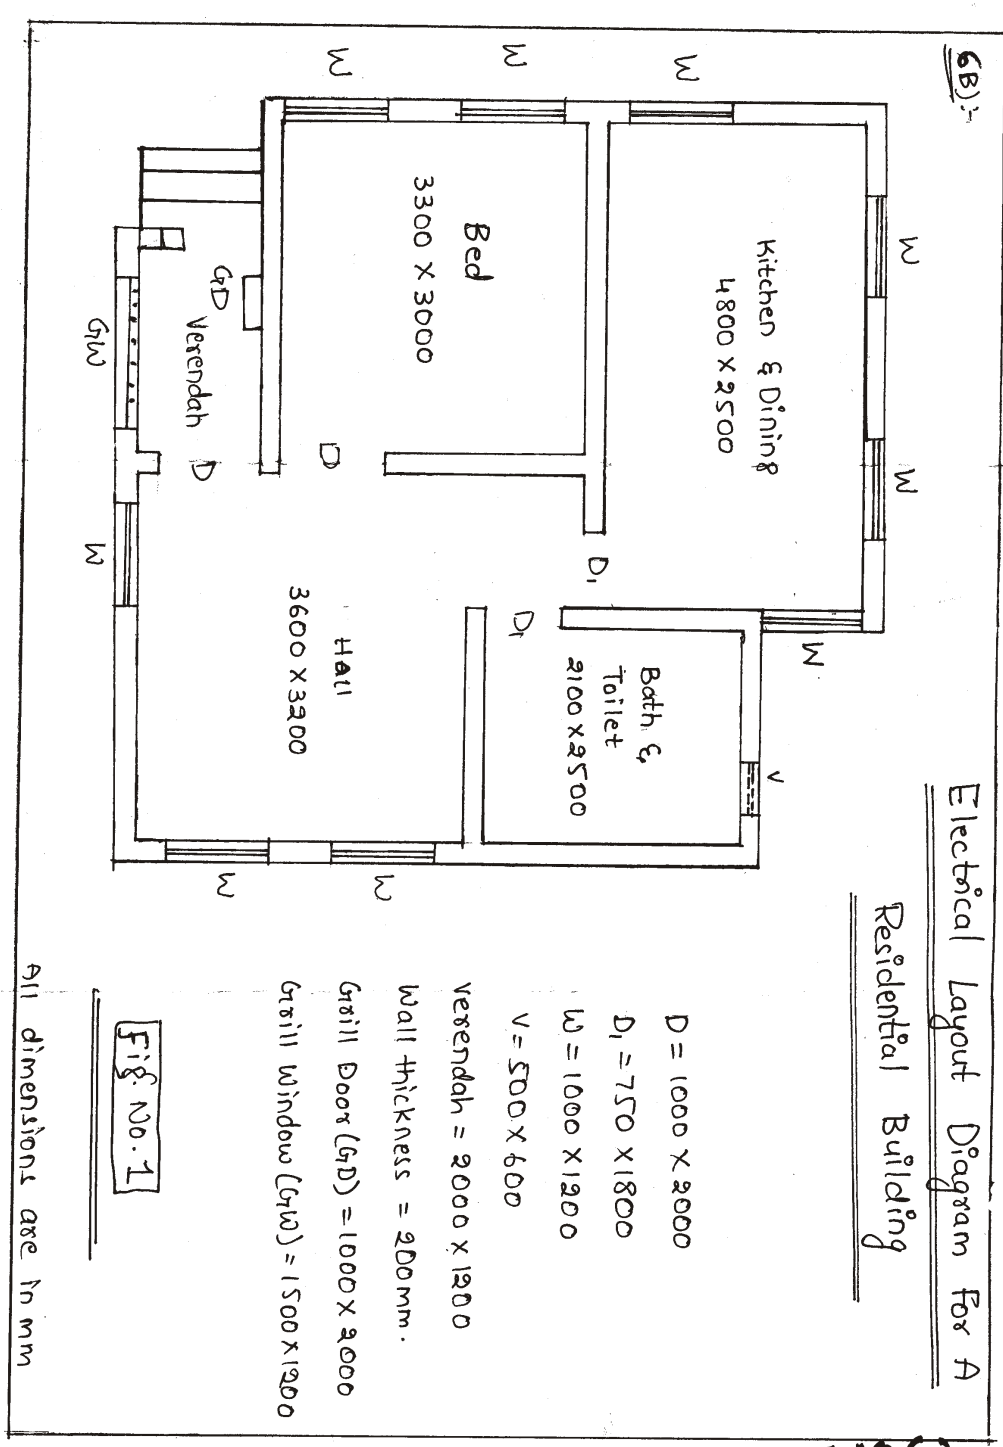 6B):-
Electrical Layout Diagram For A
Residential Building
W
W
W
V
Kitchen & Dining
4800 X 2500
W
D₁
Bath &
Toilet
2100 X 2500
D₁
W
Bed
3300 X 3000
W
D
Hall
3600 X 3200
W
W
GD
Verendah
D
GW
W
D = 1000 X 2000
D₁ = 750 X 1800
W = 1000 X 1200
V = 500 X 600
Verendah = 2000 X 1200
Wall thickness = 200 mm.
Grill Door (GD) = 1000 X 2000
Grill Window (GW) = 1500 X 1200
Fig. No. 1
All dimensions are in mm